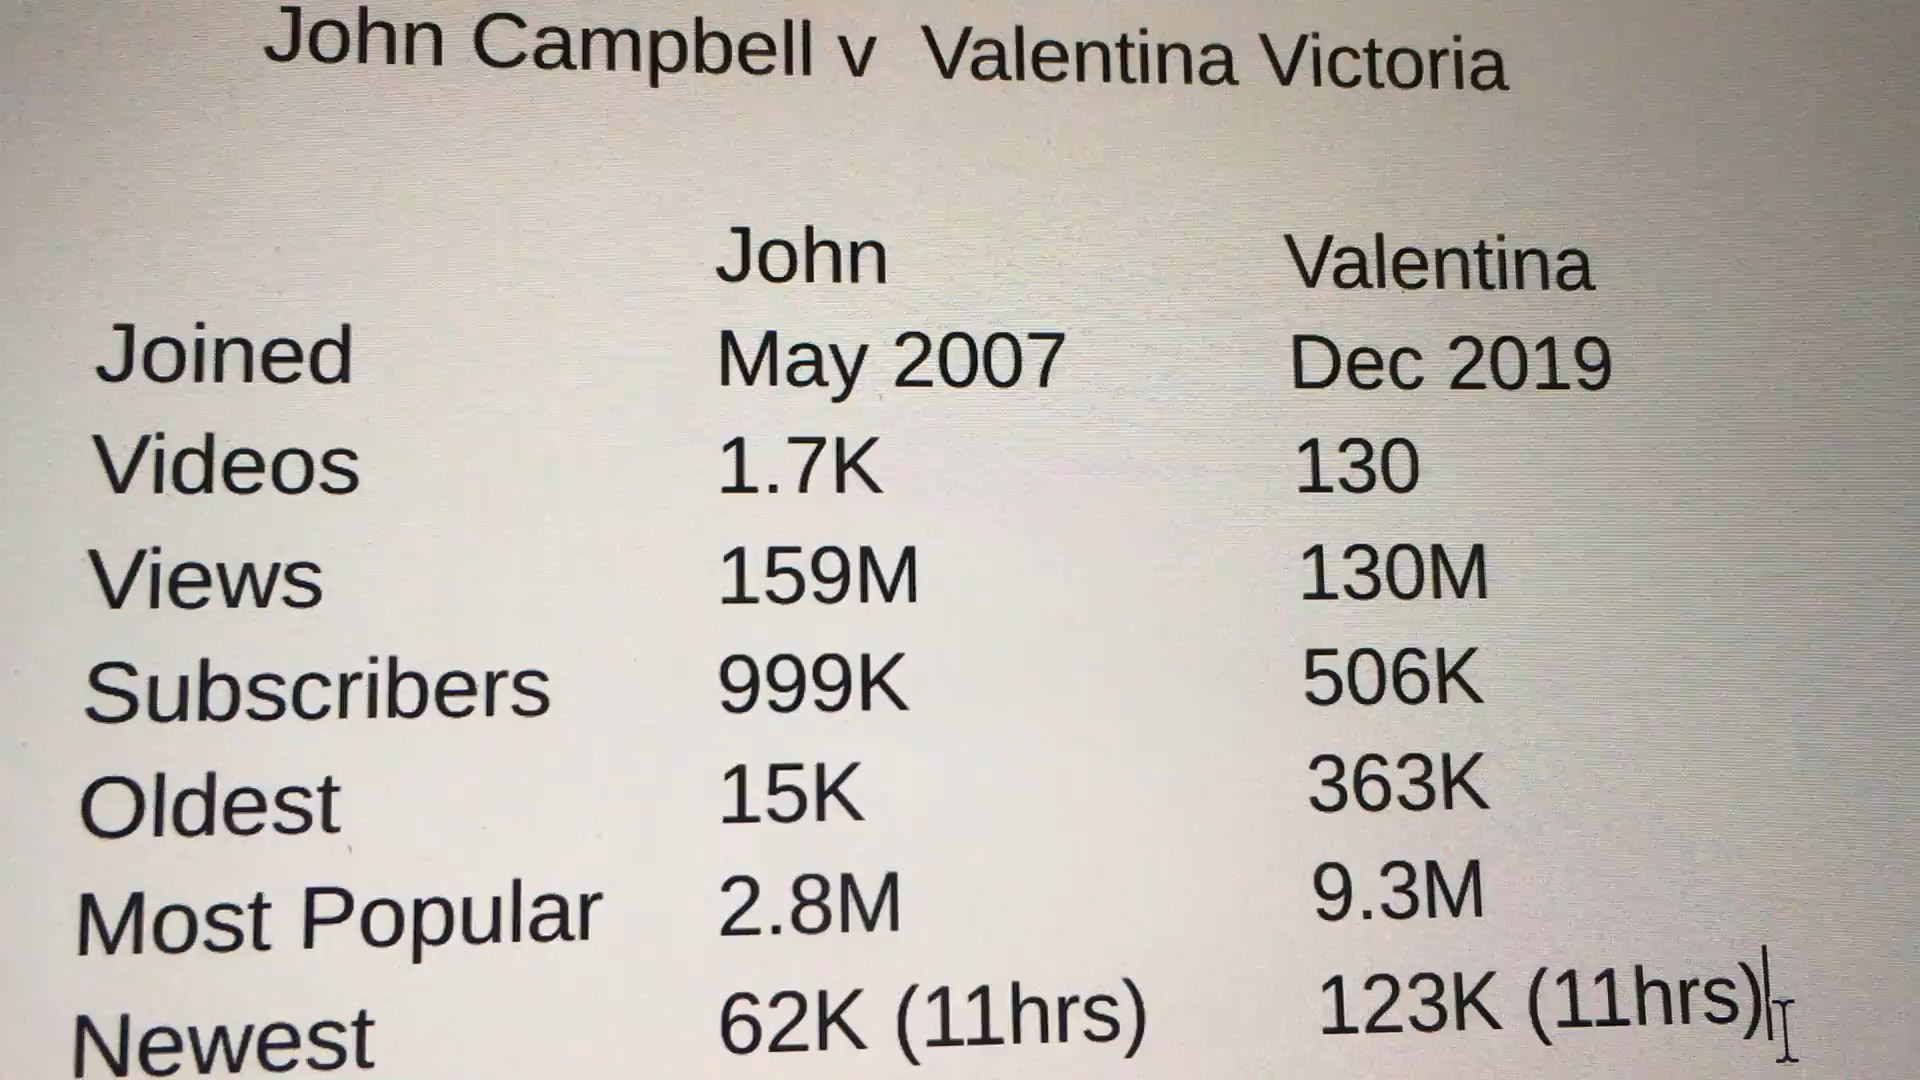 John Campbell v Valentina Victoria
John Valentina
Joined May 2007 Dec 2019
Videos 1.7K 130
Views 159M 130M
Subscribers 999K 506K
Oldest 15K 363K
Most Popular 2.8M 9.3M
Newest 62K (11hrs) 123K (11hrs)